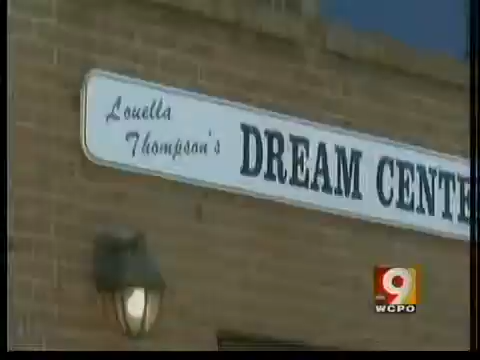 Louella
Thompson's
DREAM CENTE
9
WCPO